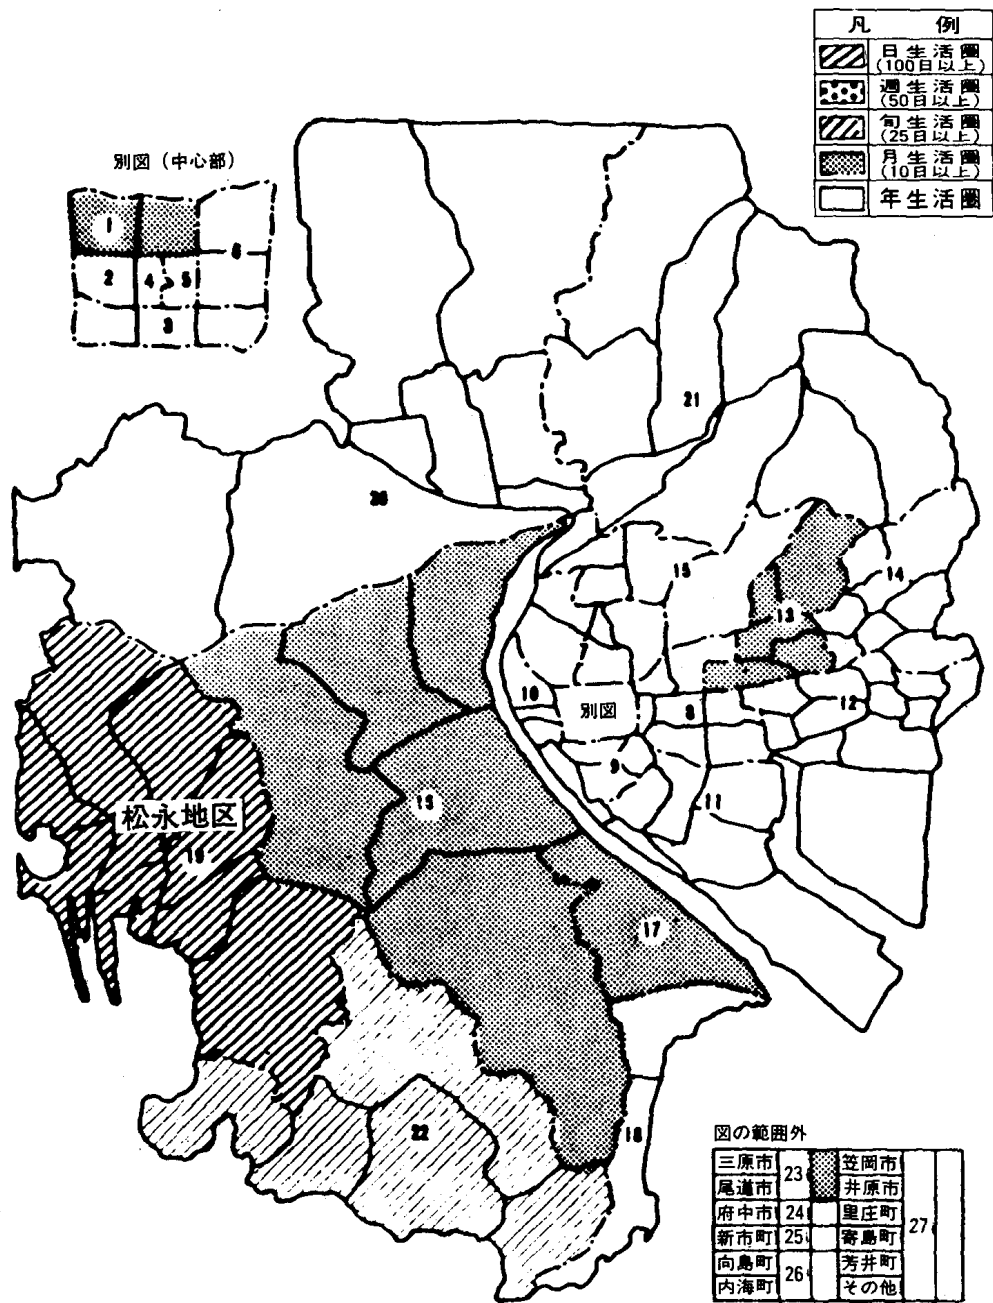 凡 例
日生活圏
(100日以上)
週生活圏
(50日以上)
旬生活圏
(25日以上)
月生活圏
(10日以上)
年生活圏
別図(中心部)
1
2
4
5
6
3
21
20
15
14
13
10
別図
8
12
9
11
15
松永地区
19
17
22
18
図の範囲外
三原市
尾道市
23
府中市
24
新市町
25
向島町
内海町
26
笠岡市
井原市
里庄町
寄島町
芳井町
その他
27